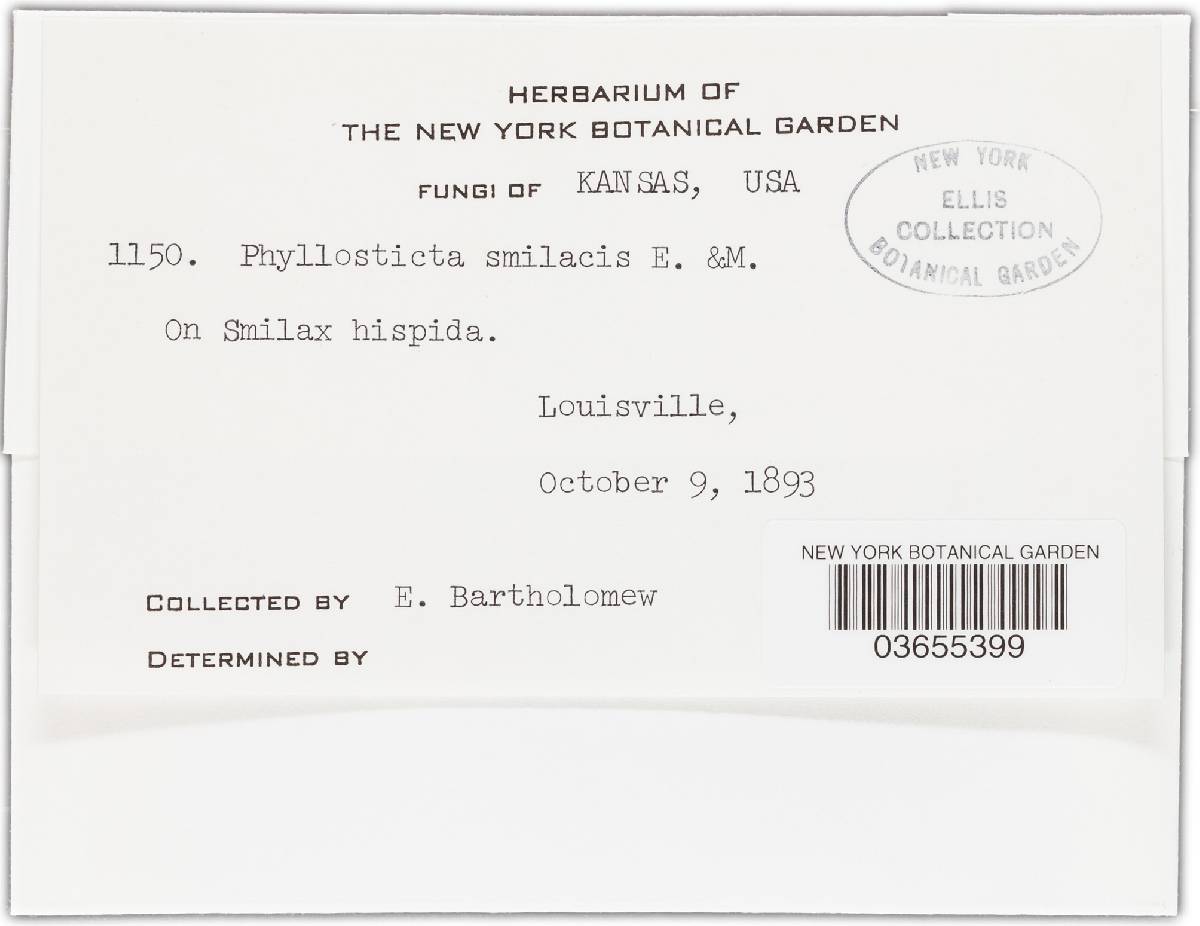 HERBARIUM OF
THE NEW YORK BOTANICAL GARDEN
FUNGI OF KANSAS, USA
NEW YORK
ELLIS
COLLECTION
BOTANICAL GARDEN
1150. Phyllosticta smilacis E. &M.
On Smilax hispida.
Louisville,
October 9, 1893
NEW YORK BOTANICAL GARDEN
03655399
COLLECTED BY E. Bartholomew
DETERMINED BY